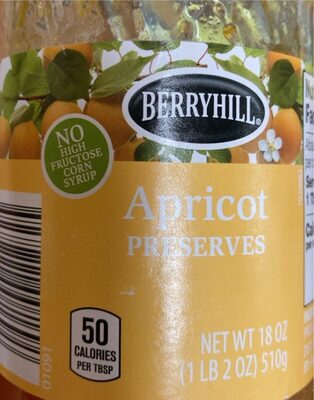 BERRYHILL®
NO
HIGH
FRUCTOSE
CORN
SYRUP
Apricot
PRESERVES
50
CALORIES
PER TBSP
NET WT 18 OZ
(1 LB 2 OZ) 510g
01091